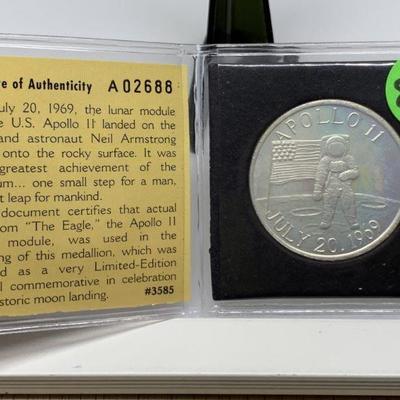 e of Authenticity A02688
uly 20, 1969, the lunar module
e U.S. Apollo 11 landed on the
and astronaut Neil Armstrong
onto the rocky surface. It was
greatest achievement of the
um... one small step for a man,
t leap for mankind.
document certifies that actual
om "The Eagle," the Apollo 11
module, was used in the
ng of this medallion, which was
d as a very Limited-Edition
l commemorative in celebration
storic moon landing.
#3585
APOLLO 11
JULY 20, 1969